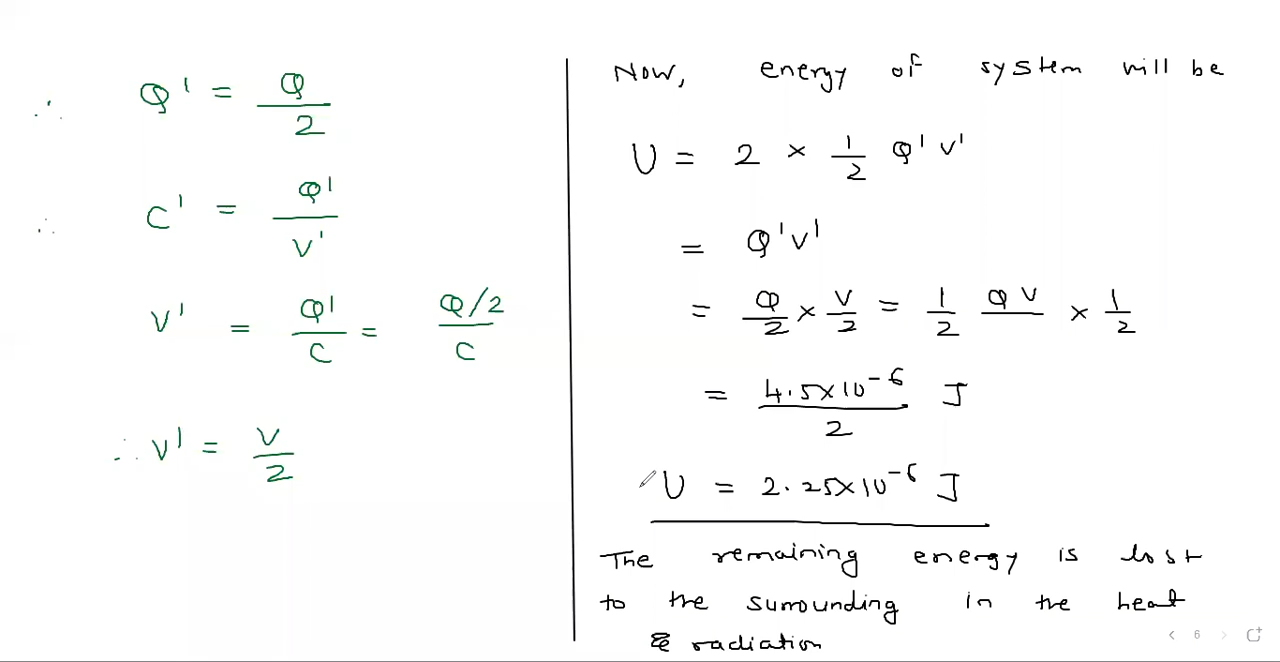 ∴ Q' = Q/2
∴ C' = Q'/V'
V' = Q'/C = Q/2/C
∴ V' = V/2
Now, energy of system will be
U = 2 × 1/2 Q' V'
= Q'V'
= Q/2 × V/2 = 1/2 QV × 1/2
= 4.5×10⁻⁶/2 J
U = 2.25×10⁻⁶ J
The remaining energy is lost
to the surrounding in the heat
& radiation
6